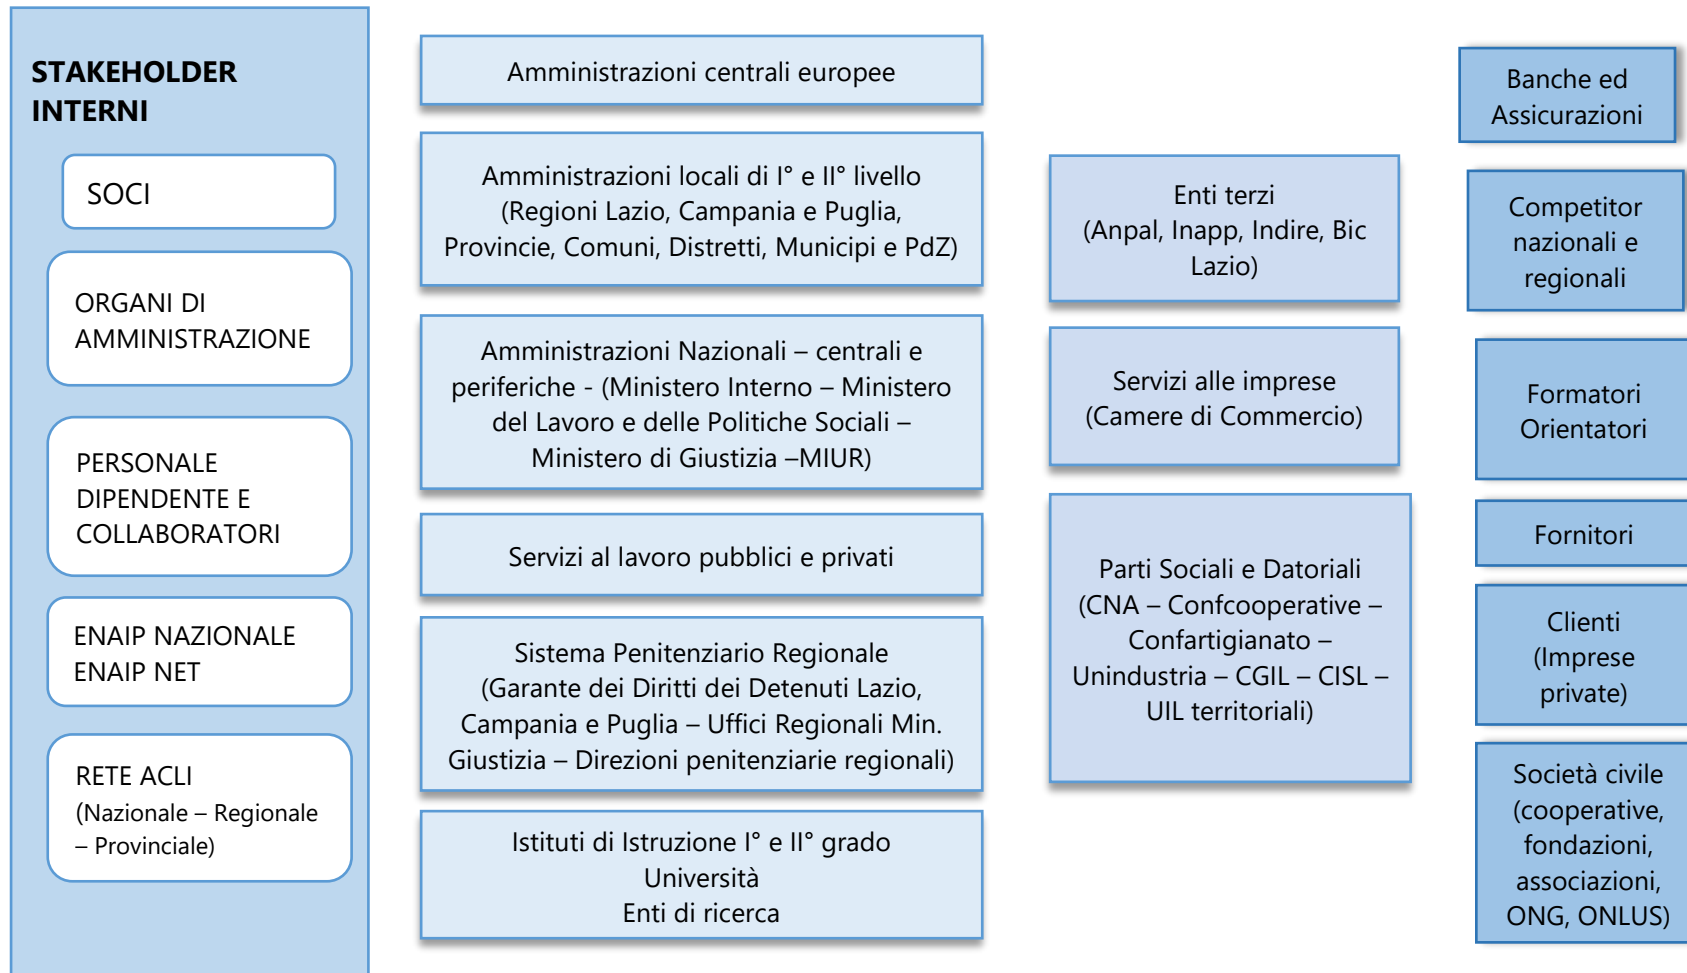 STAKEHOLDER
INTERNI
SOCI
ORGANI DI
AMMINISTRAZIONE
PERSONALE
DIPENDENTE E
COLLABORATORI
ENAIP NAZIONALE
ENAIP NET
RETE ACLI
(Nazionale – Regionale
– Provinciale)
Amministrazioni centrali europee
Amministrazioni locali di I° e II° livello
(Regioni Lazio, Campania e Puglia,
Provincie, Comuni, Distretti, Municipi e PdZ)
Amministrazioni Nazionali – centrali e
periferiche - (Ministero Interno – Ministero
del Lavoro e delle Politiche Sociali –
Ministero di Giustizia –MIUR)
Servizi al lavoro pubblici e privati
Sistema Penitenziario Regionale
(Garante dei Diritti dei Detenuti Lazio,
Campania e Puglia – Uffici Regionali Min.
Giustizia – Direzioni penitenziarie regionali)
Istituti di Istruzione I° e II° grado
Università
Enti di ricerca
Enti terzi
(Anpal, Inapp, Indire, Bic
Lazio)
Servizi alle imprese
(Camere di Commercio)
Parti Sociali e Datoriali
(CNA – Confcooperative –
Confartigianato –
Unindustria – CGIL – CISL –
UIL territoriali)
Banche ed
Assicurazioni
Competitor
nazionali e
regionali
Formatori
Orientatori
Fornitori
Clienti
(Imprese
private)
Società civile
(cooperative,
fondazioni,
associazioni,
ONG, ONLUS)